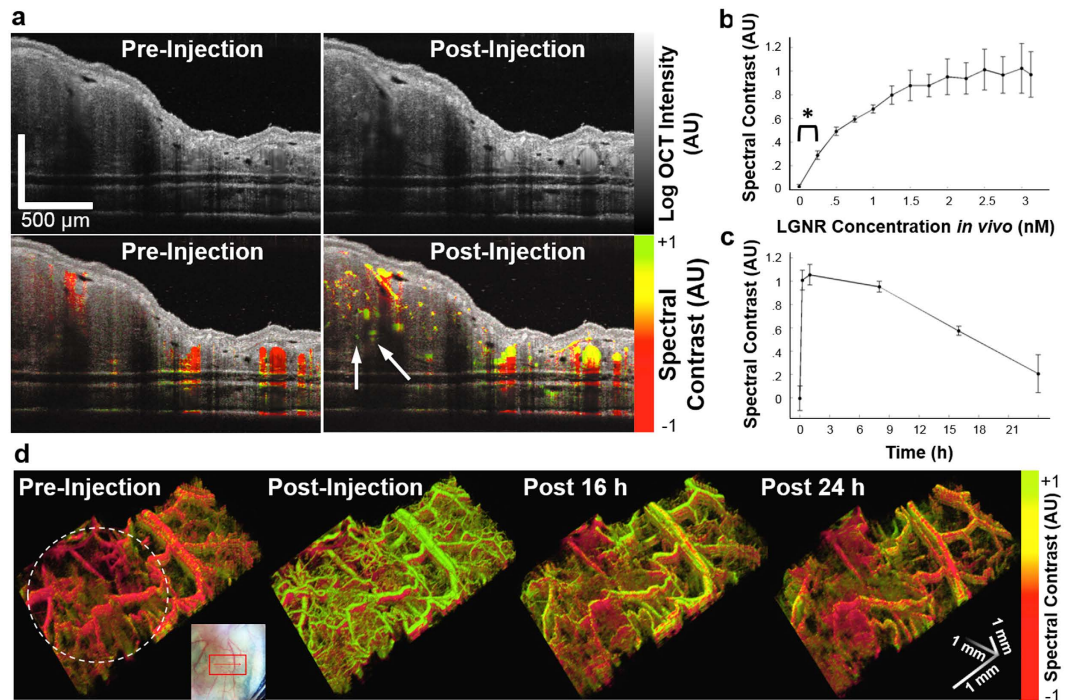 a
Pre-Injection
Post-Injection
Log OCT Intensity
(AU)
500 µm
Pre-Injection
Post-Injection
+1
Spectral
Contrast (AU)
-1
b
Spectral Contrast (AU)
1.2
1
.8
.6
.4
.2
0
*
0 .5 1 1.5 2 2.5 3
LGNR Concentration in vivo (nM)
c
Spectral Contrast (AU)
1.2
1
.8
.6
.4
.2
0
0 3 6 9 12 15 18 21
Time (h)
d
Pre-Injection
Post-Injection
Post 16 h
Post 24 h
1 mm
1 mm
1 mm
+1
Spectral Contrast (AU)
-1